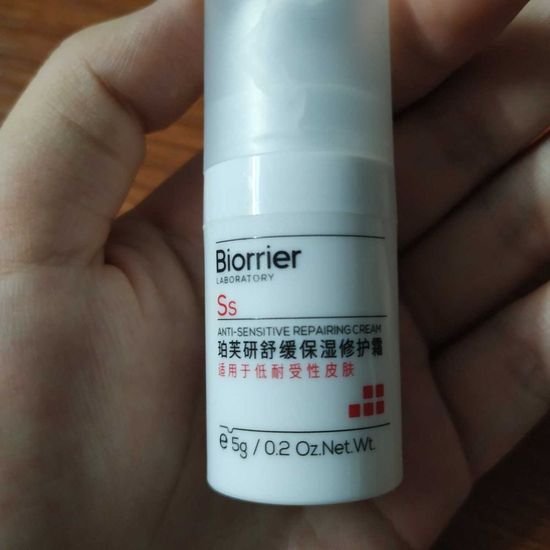 Biorrier
LABORATORY
Ss
ANTI-SENSITIVE REPAIRING CREAM
珀芙研舒缓保湿修护霜
适用于低耐受性皮肤
e 5g / 0.2 Oz.Net.Wt.